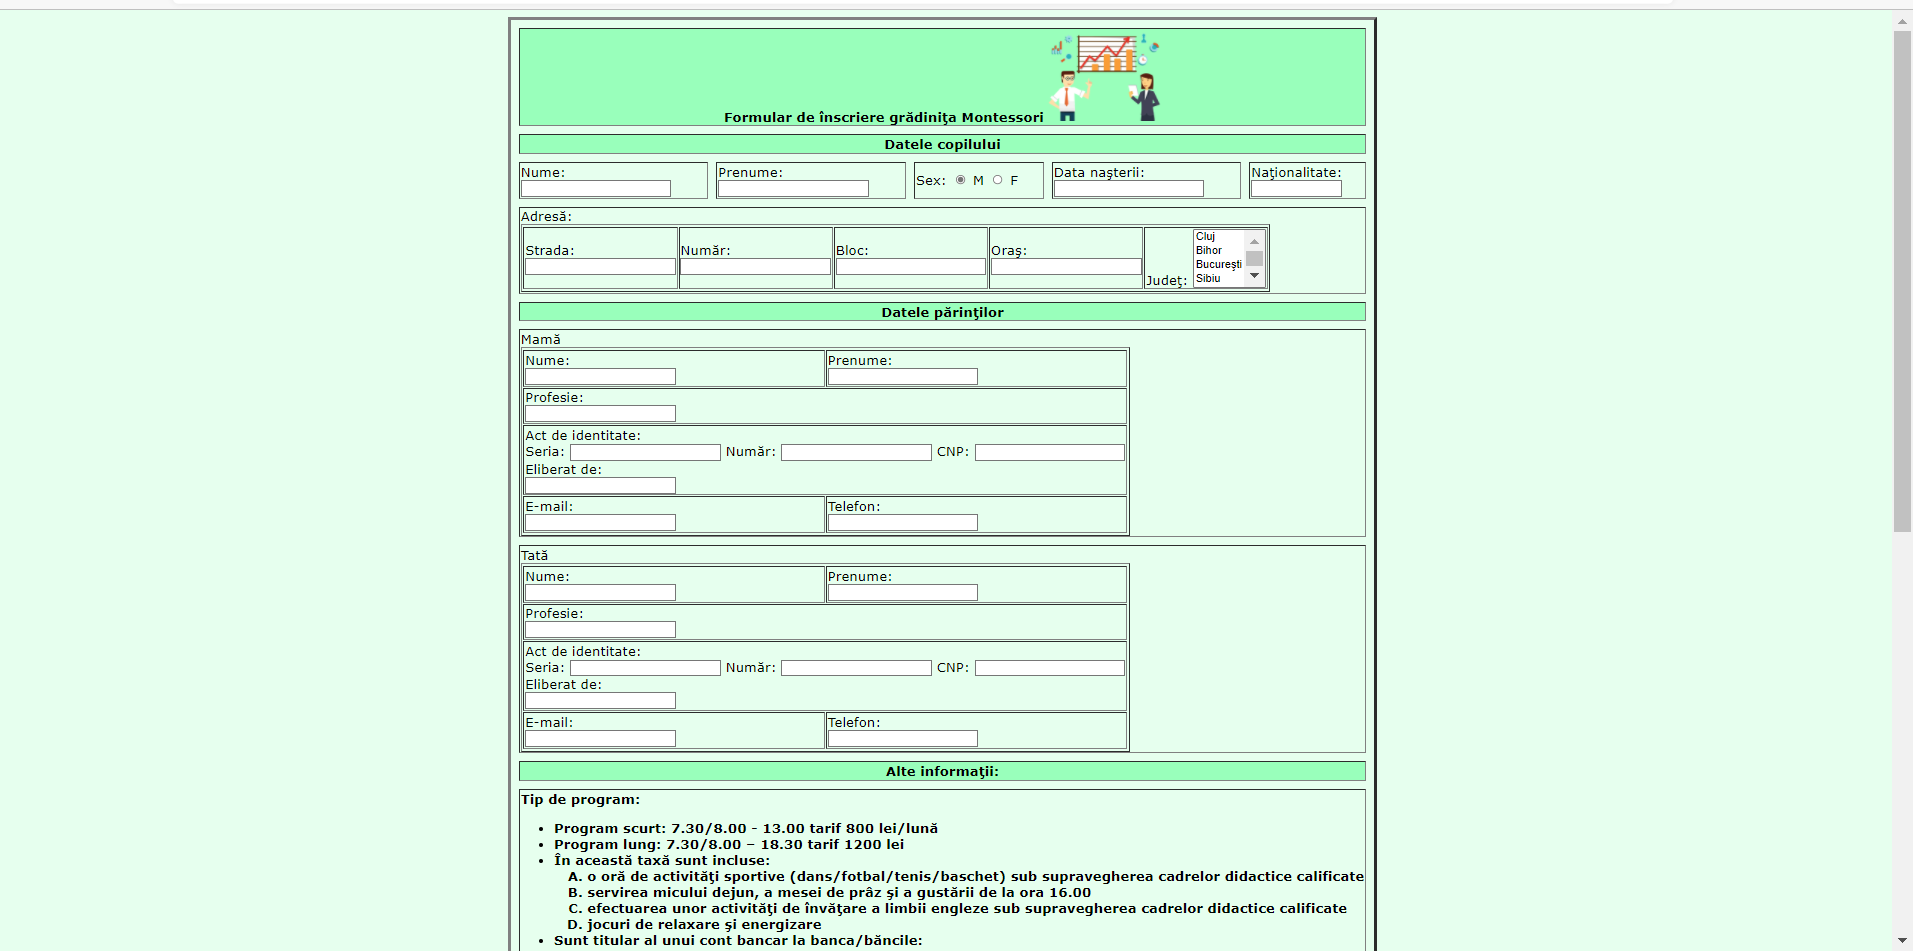 Formular de înscriere grădiniţa Montessori
Datele copilului
Nume: Prenume: Sex: M F Data naşterii: Naţionalitate:
Adresă:
Strada: Număr: Bloc: Oraş: Judeţ:
Cluj
Bihor
Bucureşti
Sibiu
Datele părinţilor
Mamă
Nume: Prenume:
Profesie:
Act de identitate:
Seria: Număr: CNP:
Eliberat de:
E-mail: Telefon:
Tată
Nume: Prenume:
Profesie:
Act de identitate:
Seria: Număr: CNP:
Eliberat de:
E-mail: Telefon:
Alte informaţii:
Tip de program:
• Program scurt: 7.30/8.00 - 13.00 tarif 800 lei/lună
• Program lung: 7.30/8.00 – 18.30 tarif 1200 lei
• În această taxă sunt incluse:
A. o oră de activităţi sportive (dans/fotbal/tenis/baschet) sub supravegherea cadrelor didactice calificate
B. servirea micului dejun, a mesei de prâz şi a gustării de la ora 16.00
C. efectuarea unor activităţi de învăţare a limbii engleze sub supravegherea cadrelor didactice calificate
D. jocuri de relaxare şi energizare
• Sunt titular al unui cont bancar la banca/băncile: